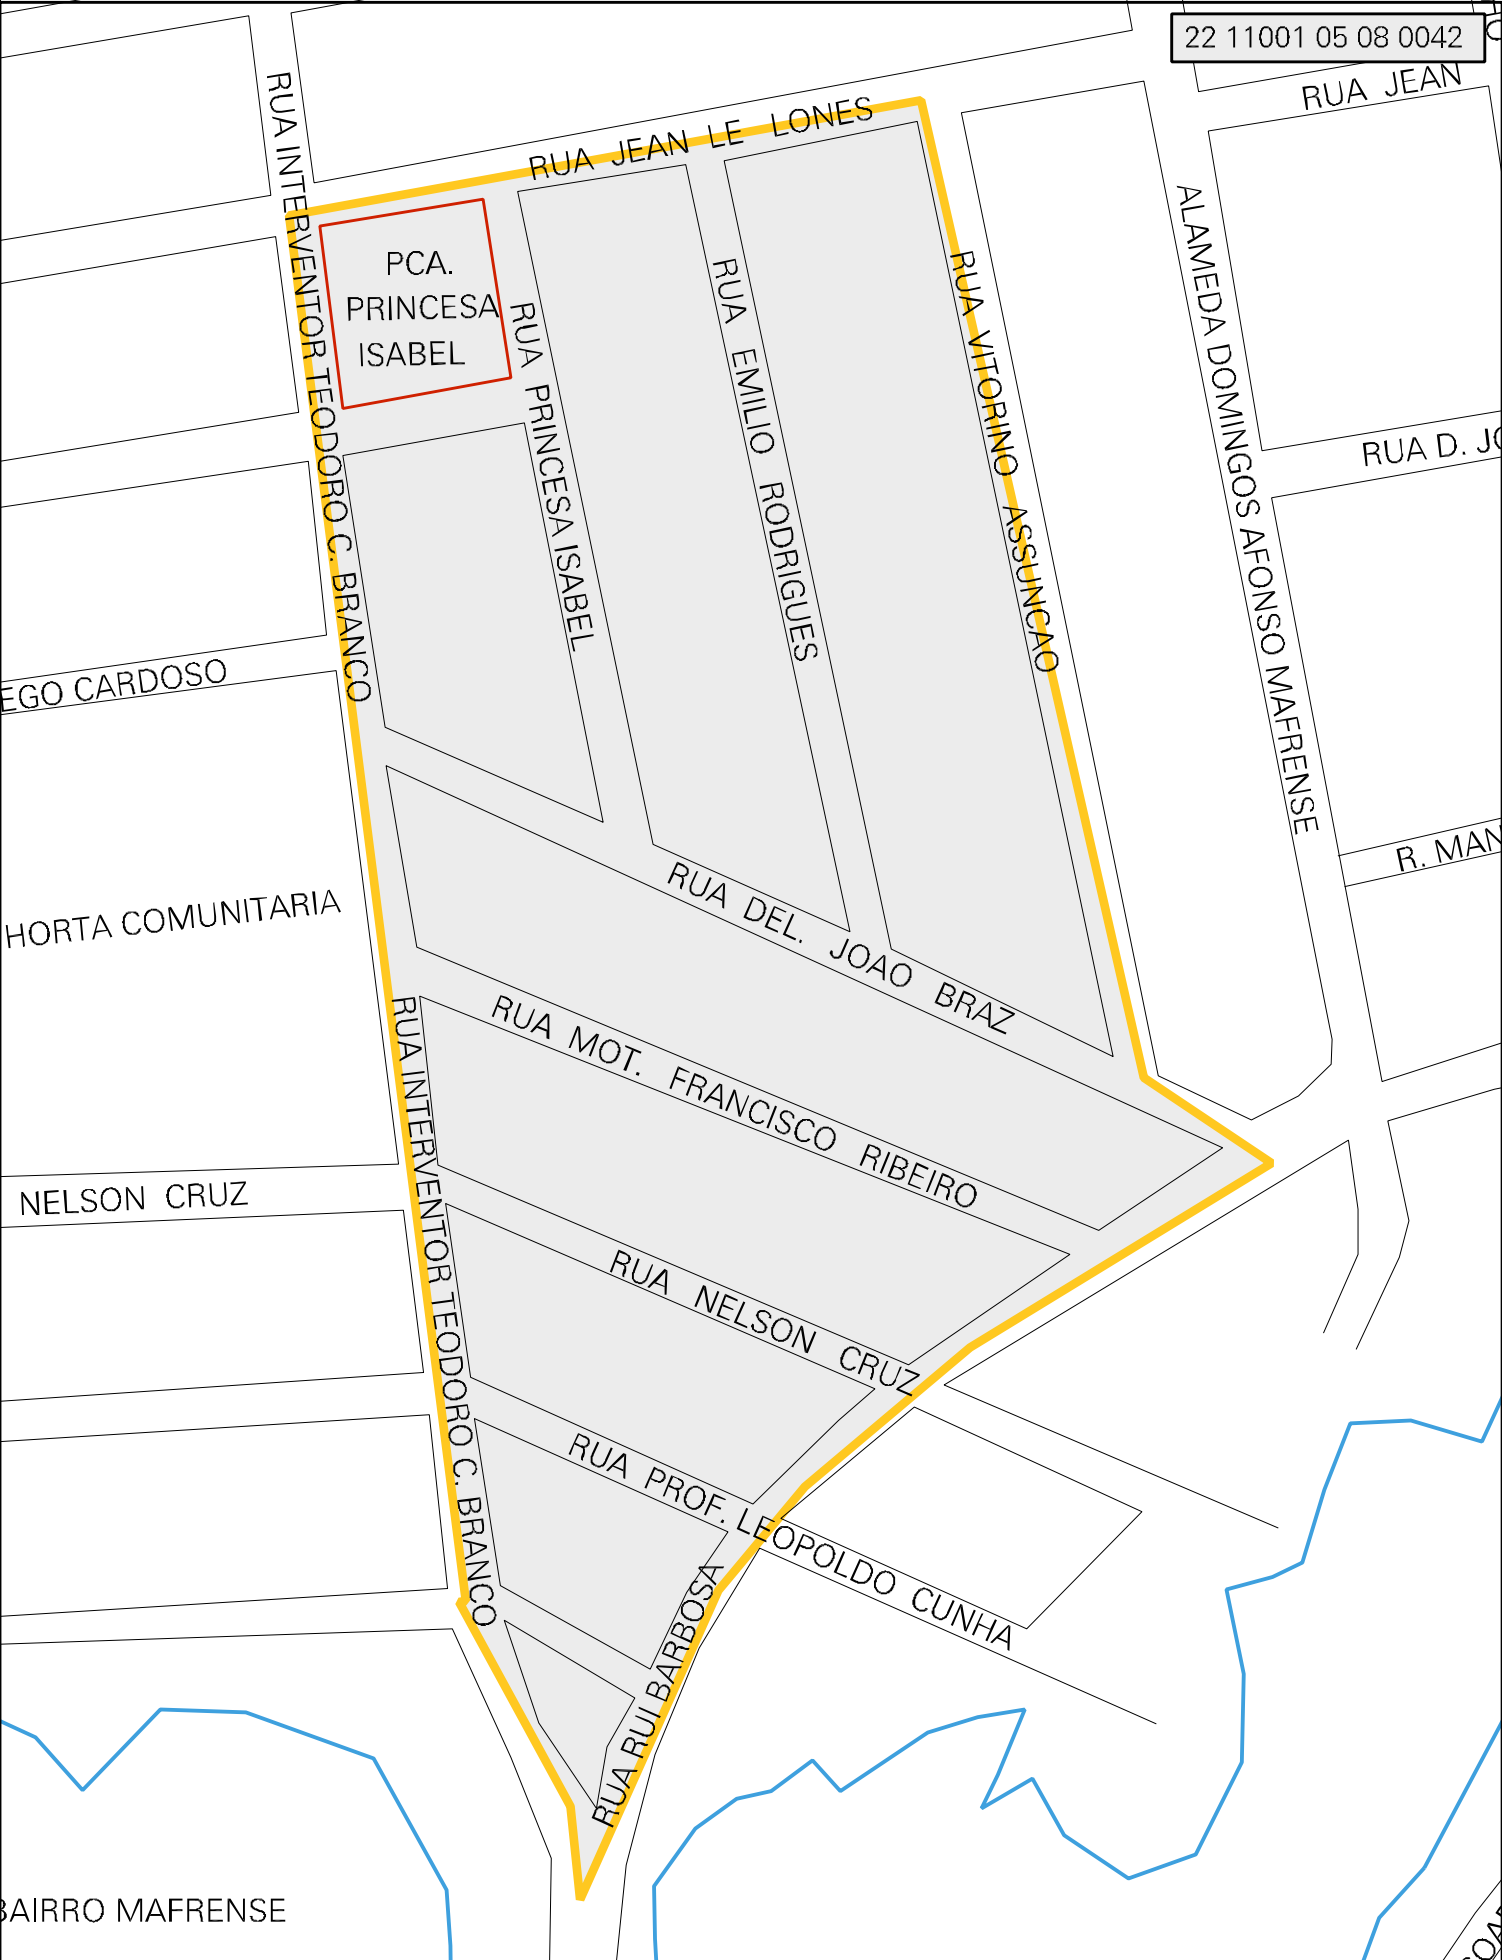 22 11001 05 08 0042
RUA JEAN
RUA JEAN LE LONES
RUA INTERVENTOR TEODORO C. BRANCO
PCA.
PRINCESA
ISABEL
RUA PRINCESA ISABEL
RUA EMILIO RODRIGUES
RUA VITORINO ASSUNCAO
ALAMEDA DOMINGOS AFONSO MAFRENSE
RUA D. JO
EGO CARDOSO
R. MAN
HORTA COMUNITARIA
RUA DEL. JOAO BRAZ
RUA MOT. FRANCISCO RIBEIRO
RUA INTERVENTOR TEODORO C. BRANCO
NELSON CRUZ
RUA NELSON CRUZ
RUA PROF. LEOPOLDO CUNHA
RUA RUI BARBOSA
BAIRRO MAFRENSE